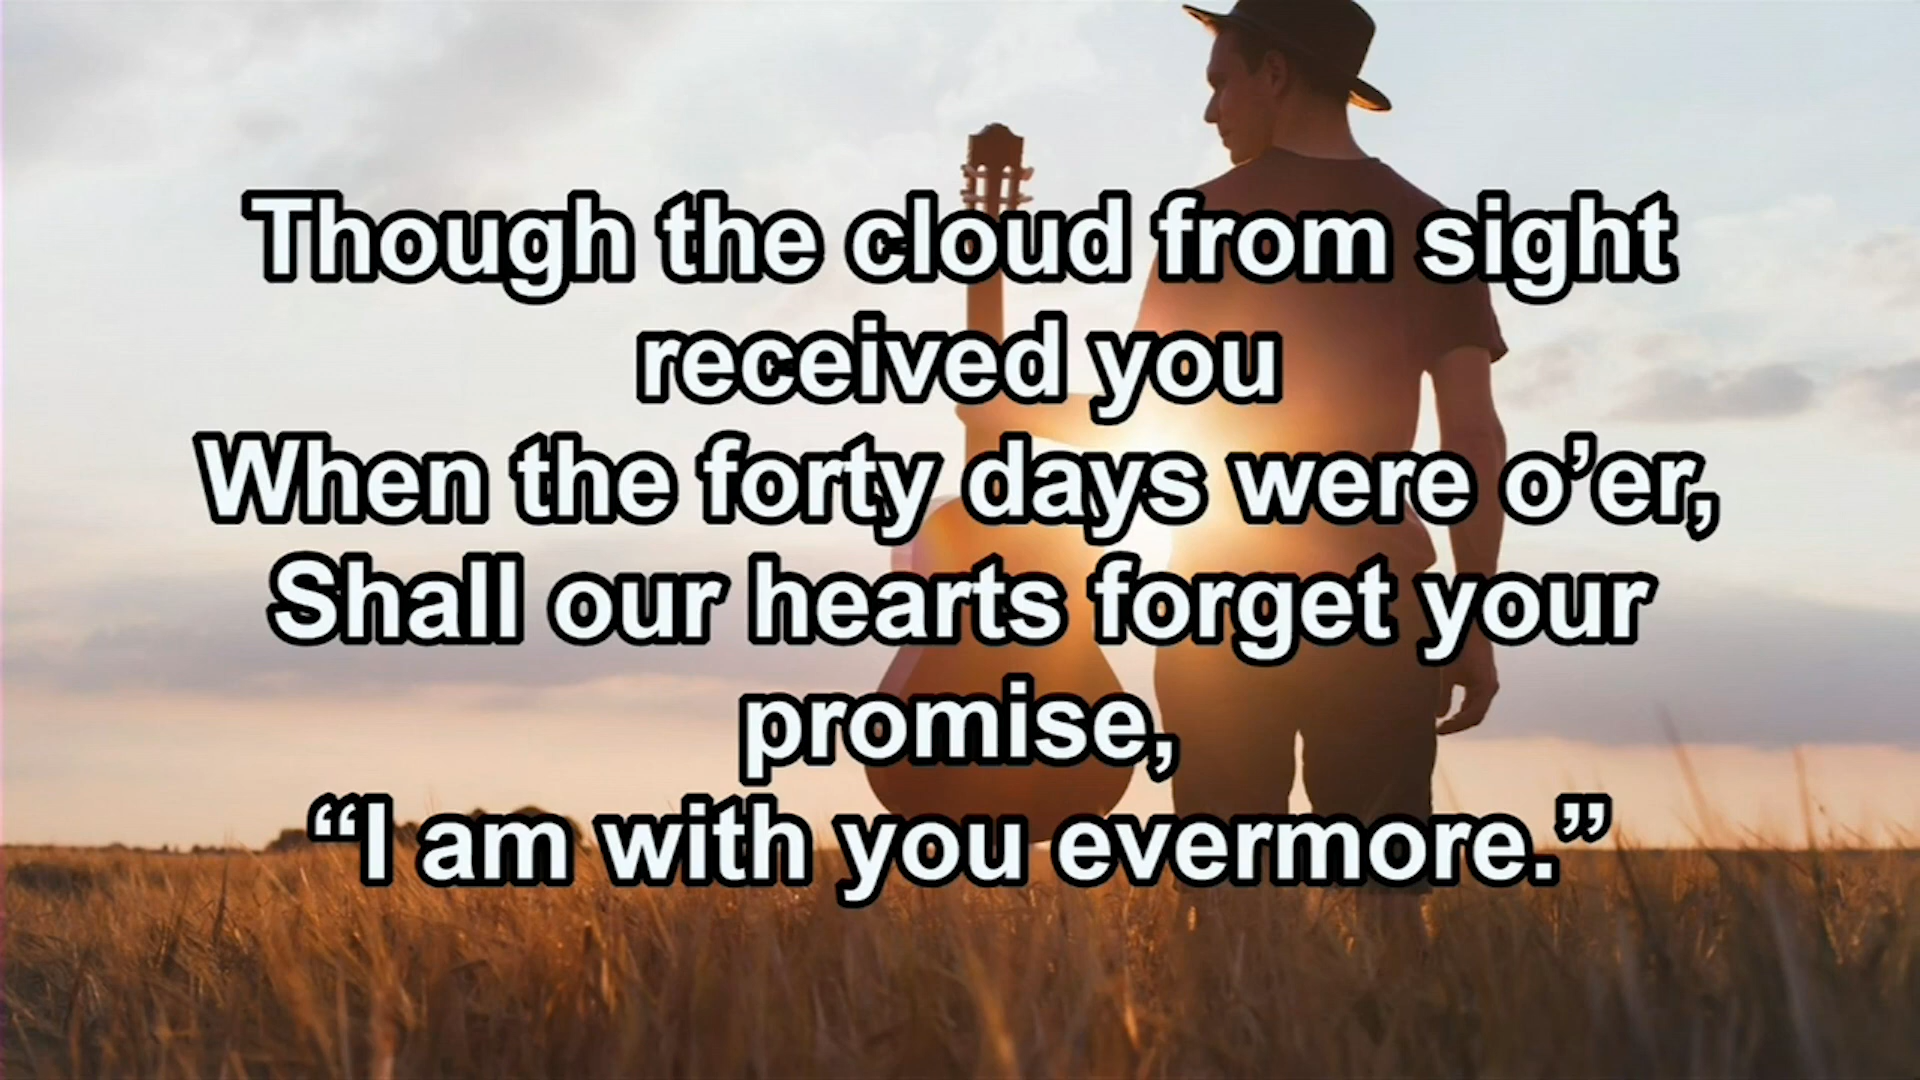 Though the cloud from sight
received you
When the forty days were o’er,
Shall our hearts forget your
promise,
“I am with you evermore.”